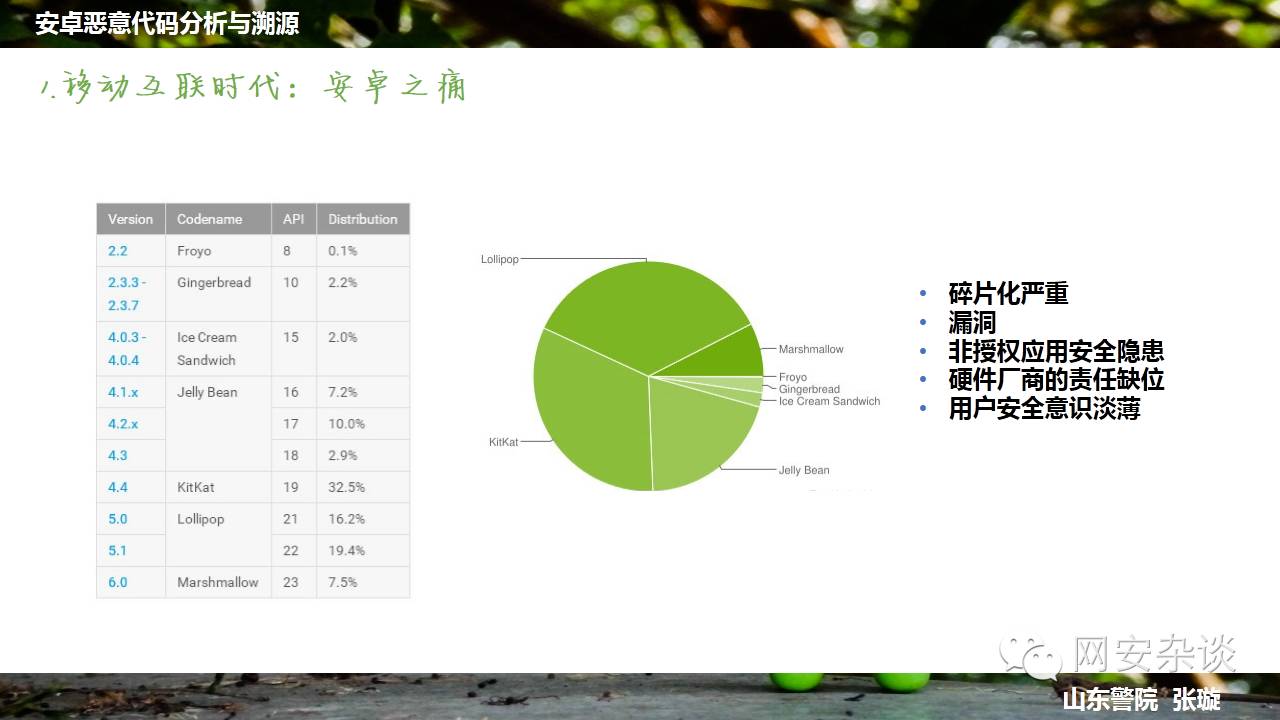 安卓恶意代码分析与溯源
1.移动互联时代：安卓之痛
Version Codename API Distribution
2.2 Froyo 8 0.1%
2.3.3 - Gingerbread 10 2.2%
2.3.7
4.0.3 - Ice Cream 15 2.0%
4.0.4 Sandwich
4.1.x Jelly Bean 16 7.2%
4.2.x 17 10.0%
4.3 18 2.9%
4.4 KitKat 19 32.5%
5.0 Lollipop 21 16.2%
5.1 22 19.4%
6.0 Marshmallow 23 7.5%
Lollipop
Marshmallow
Froyo
Gingerbread
Ice Cream Sandwich
KitKat
Jelly Bean
• 碎片化严重
• 漏洞
• 非授权应用安全隐患
• 硬件厂商的责任缺位
• 用户安全意识淡薄
网安杂谈
山东警院 张璇